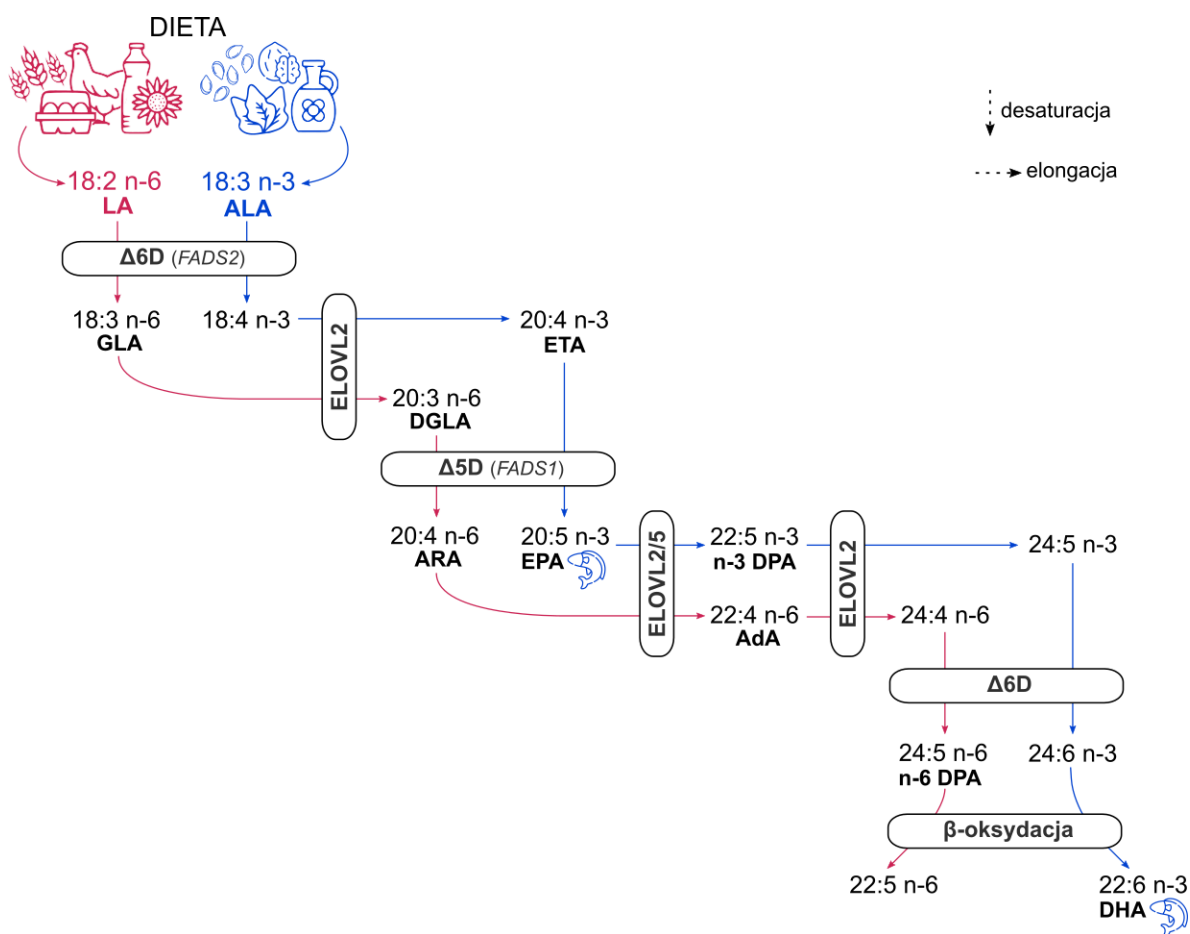 DIETA
desaturacja
elongacja
18:2 n-6
LA
18:3 n-3
ALA
Δ6D (FADS2)
18:3 n-6
GLA
18:4 n-3
ELOVL2
20:4 n-3
ETA
20:3 n-6
DGLA
Δ5D (FADS1)
20:4 n-6
ARA
20:5 n-3
EPA
ELOVL2/5
22:5 n-3
n-3 DPA
22:4 n-6
AdA
ELOVL2
24:5 n-3
24:4 n-6
Δ6D
24:5 n-6
n-6 DPA
24:6 n-3
β-oksydacja
22:5 n-6
22:6 n-3
DHA